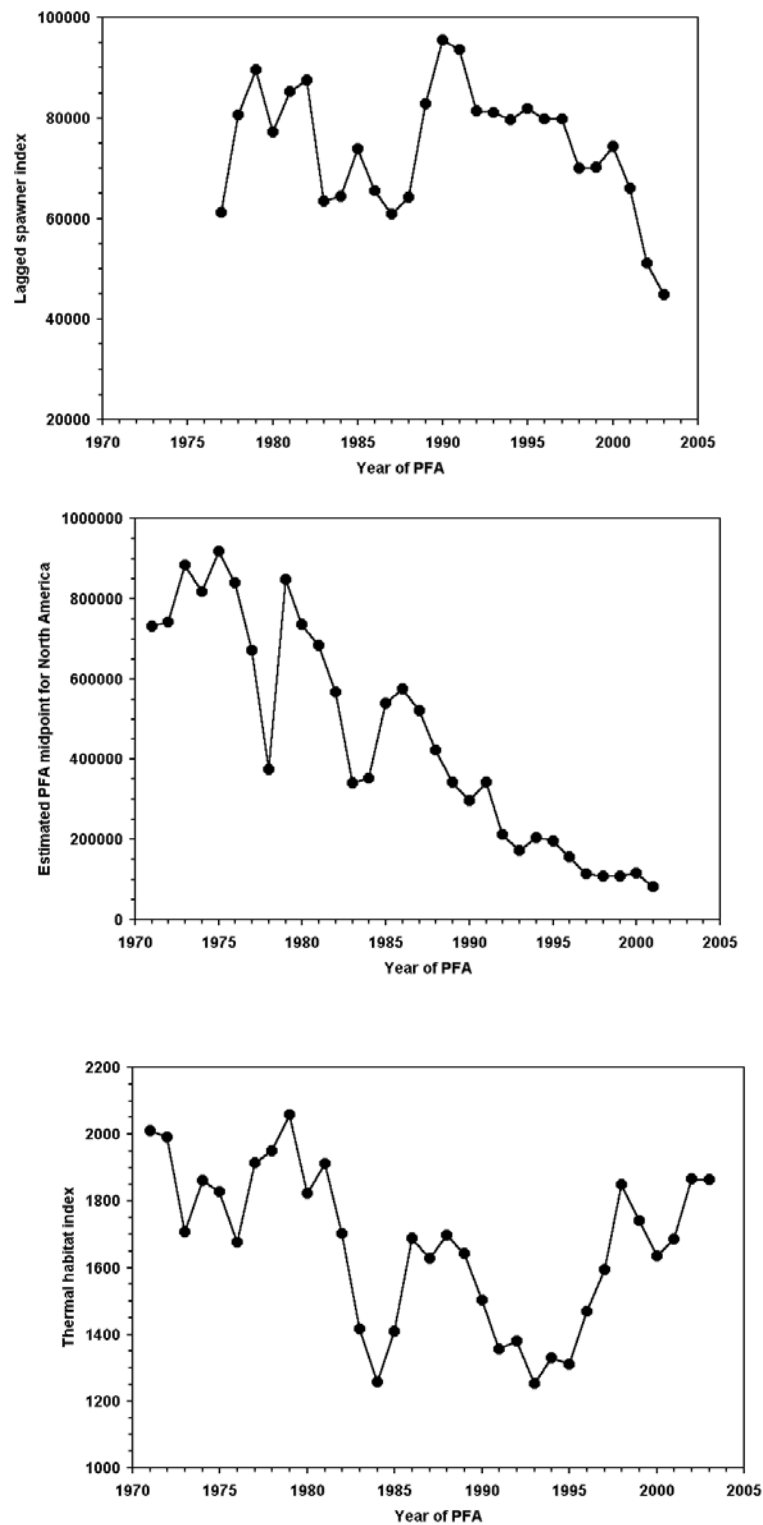 100000
80000
60000
40000
20000
1970 1975 1980 1985 1990 1995 2000 2005
Year of PFA
Lagged spawner index
1000000
800000
600000
400000
200000
0
1970 1975 1980 1985 1990 1995 2000 2005
Year of PFA
Estimated PFA midpoint for North America
2200
2000
1800
1600
1400
1200
1000
1970 1975 1980 1985 1990 1995 2000 2005
Year of PFA
Thermal habitat index